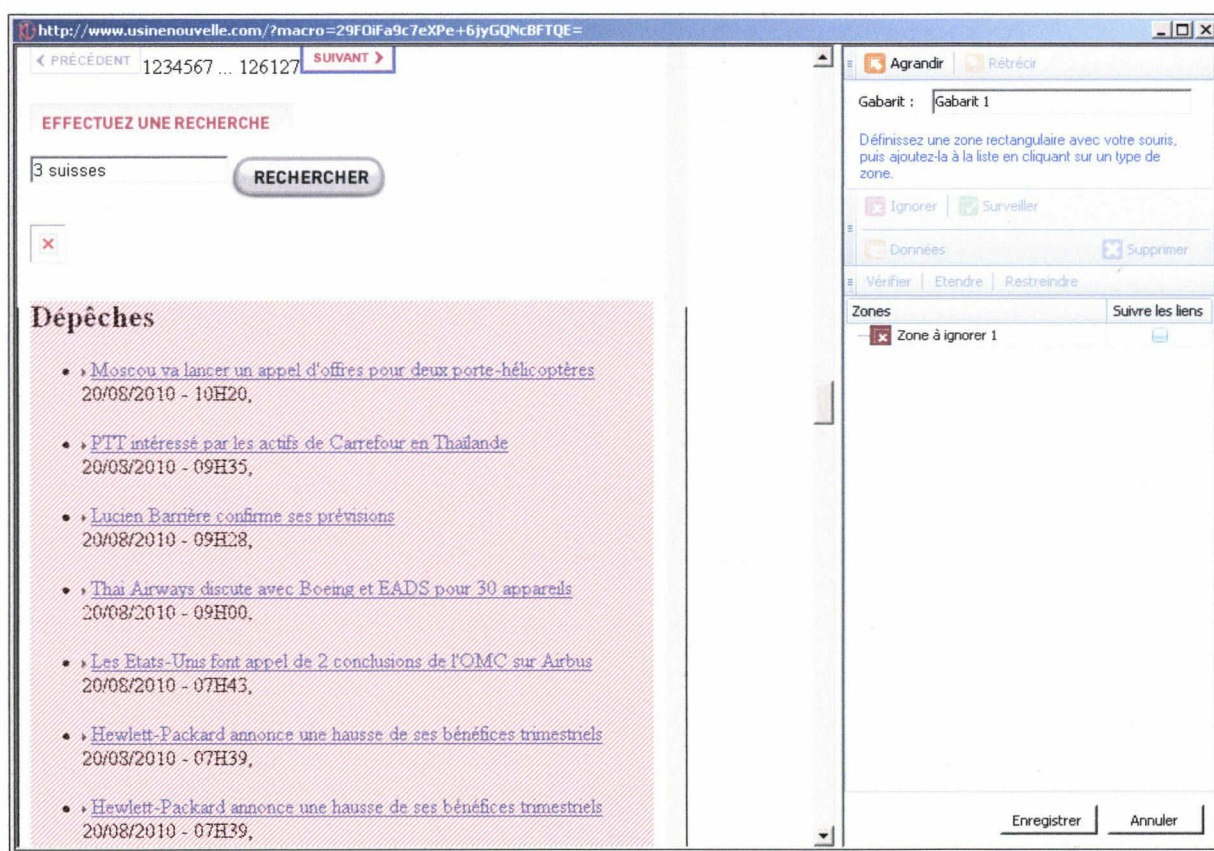 http://www.usinenouvelle.com/?macro=29FOiFa9c7eXPe+6jyGQNcBFTQE=
< PRÉCÉDENT 1234567 ... 126127 SUIVANT >
EFFECTUEZ UNE RECHERCHE
3 suisses RECHERCHER
Dépêches
• › Moscou va lancer un appel d'offres pour deux porte-hélicoptères
20/08/2010 - 10H20,
• › PTT intéressé par les actifs de Carrefour en Thaïlande
20/08/2010 - 09H35,
• › Lucien Barrière confirme ses prévisions
20/08/2010 - 09H28,
• › Thai Airways discute avec Boeing et EADS pour 30 appareils
20/08/2010 - 09H00,
• › Les Etats-Unis font appel de 2 conclusions de l'OMC sur Airbus
20/08/2010 - 07H43,
• › Hewlett-Packard annonce une hausse de ses bénéfices trimestriels
20/08/2010 - 07H39,
• › Hewlett-Packard annonce une hausse de ses bénéfices trimestriels
20/08/2010 - 07H39,
Agrandir Rétrécir
Gabarit : Gabarit 1
Définissez une zone rectangulaire avec votre souris,
puis ajoutez-la à la liste en cliquant sur un type de
zone.
Ignorer Surveiller
Données Supprimer
Vérifier Etendre Restreindre
Zones Suivre les liens
Zone à ignorer 1
Enregistrer Annuler